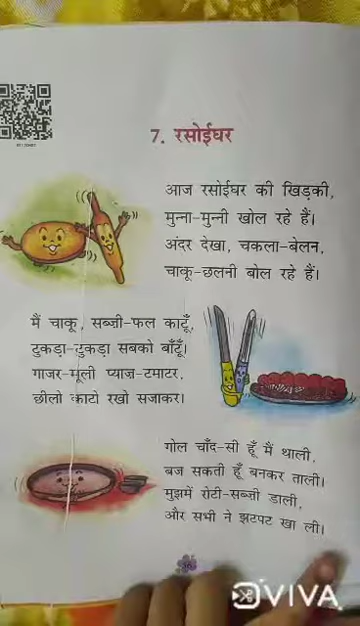 7. रसोईघर
आज रसोईघर की खिड़की,
मुन्ना-मुन्नी खोल रहे हैं।
अंदर देखा, चकला-बेलन,
चाकू-छलनी बोल रहे हैं।
मैं चाकू, सब्ज़ी-फल काटूँ,
टुकड़ा-टुकड़ा सबको बाँटूँ।
गाजर-मूली प्याज़-टमाटर,
छीलो काटो रखो सजाकर।
गोल चाँद-सी हूँ मैं थाली,
बज सकती हूँ बनकर ताली।
मुझमें रोटी-सब्ज़ी डाली,
और सभी ने झटपट खा ली।
VIVA